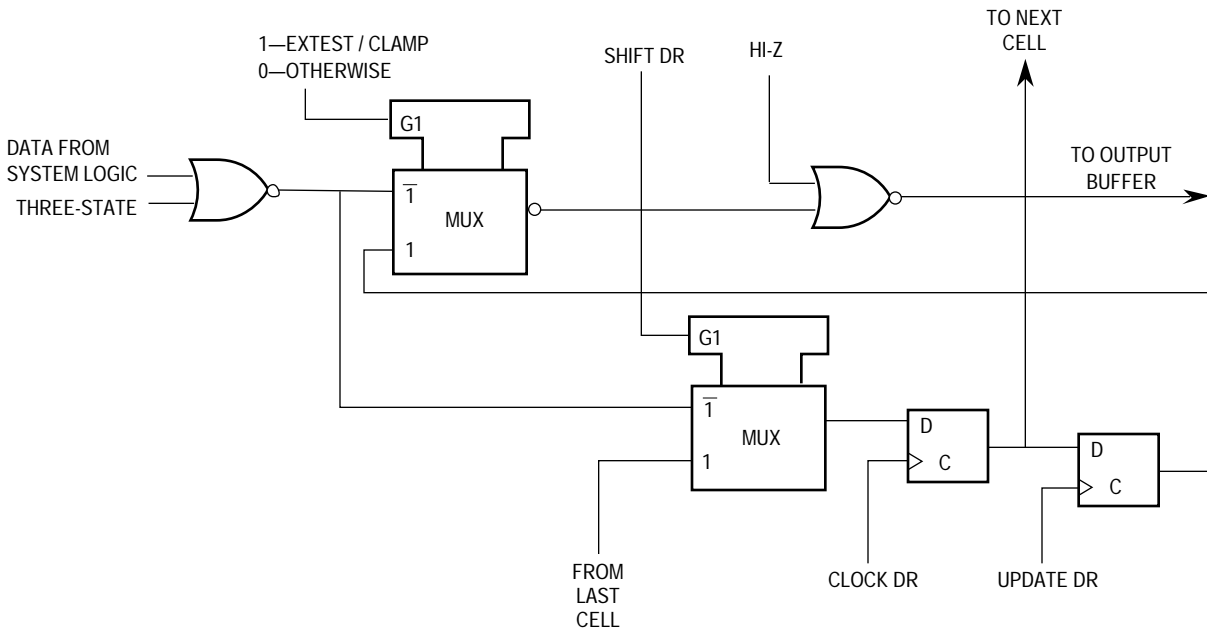 1—EXTEST / CLAMP
0—OTHERWISE
SHIFT DR
HI-Z
TO NEXT
CELL
G1
DATA FROM
SYSTEM LOGIC
THREE-STATE
1
MUX
1
TO OUTPUT
BUFFER
G1
1
MUX
1
D
C
D
C
FROM
LAST
CELL
CLOCK DR
UPDATE DR